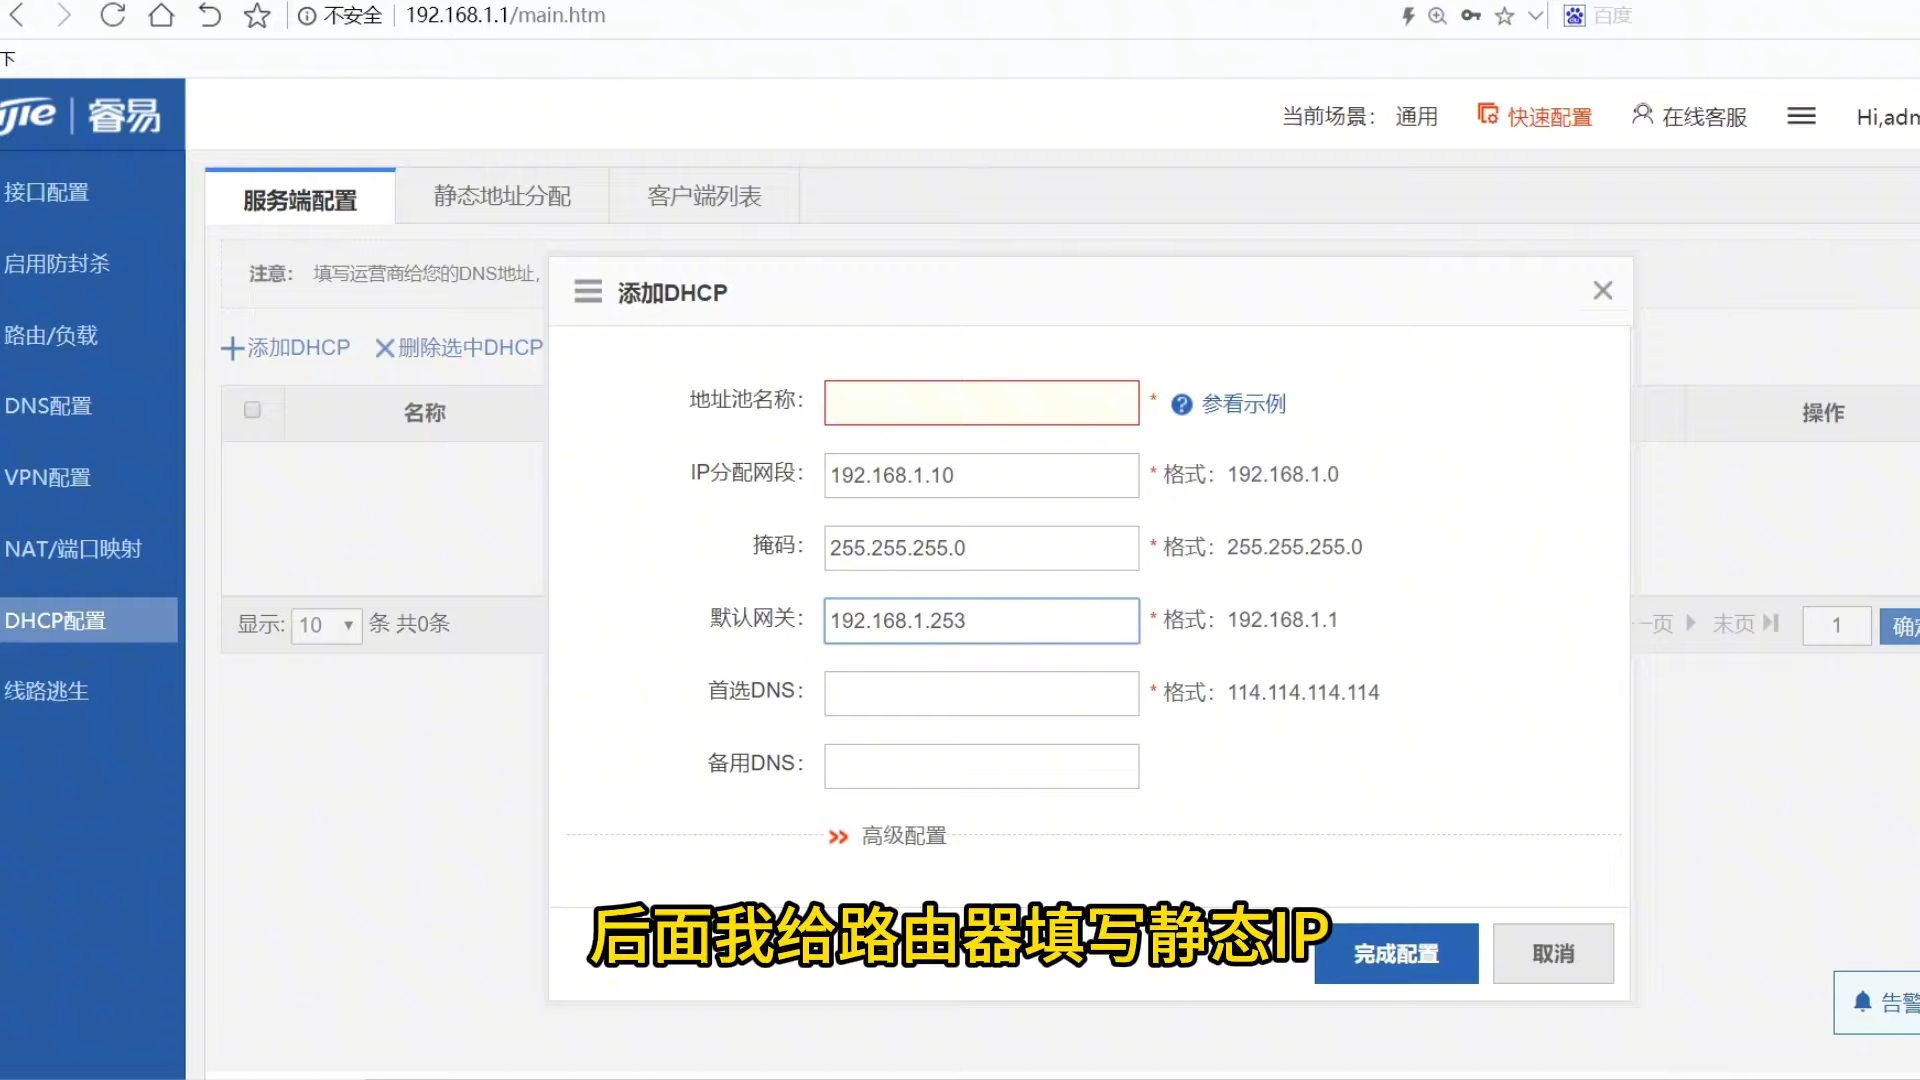 不安全 192.168.1.1/main.htm 百度
下
睿易
当前场景： 通用 快速配置 在线客服 Hi,adm
接口配置
启用防封杀
路由/负载
DNS配置
VPN配置
NAT/端口映射
DHCP配置
线路逃生
服务端配置 静态地址分配 客户端列表
注意： 填写运营商给您的DNS地址,
添加DHCP 删除选中DHCP
名称 操作
显示: 10 条 共0条 一页 末页 1 确定
添加DHCP
地址池名称： * 参看示例
IP分配网段： 192.168.1.10 * 格式： 192.168.1.0
掩码： 255.255.255.0 * 格式： 255.255.255.0
默认网关： 192.168.1.253 * 格式： 192.168.1.1
首选DNS： * 格式： 114.114.114.114
备用DNS：
高级配置
后面我给路由器填写静态IP
完成配置 取消
告警